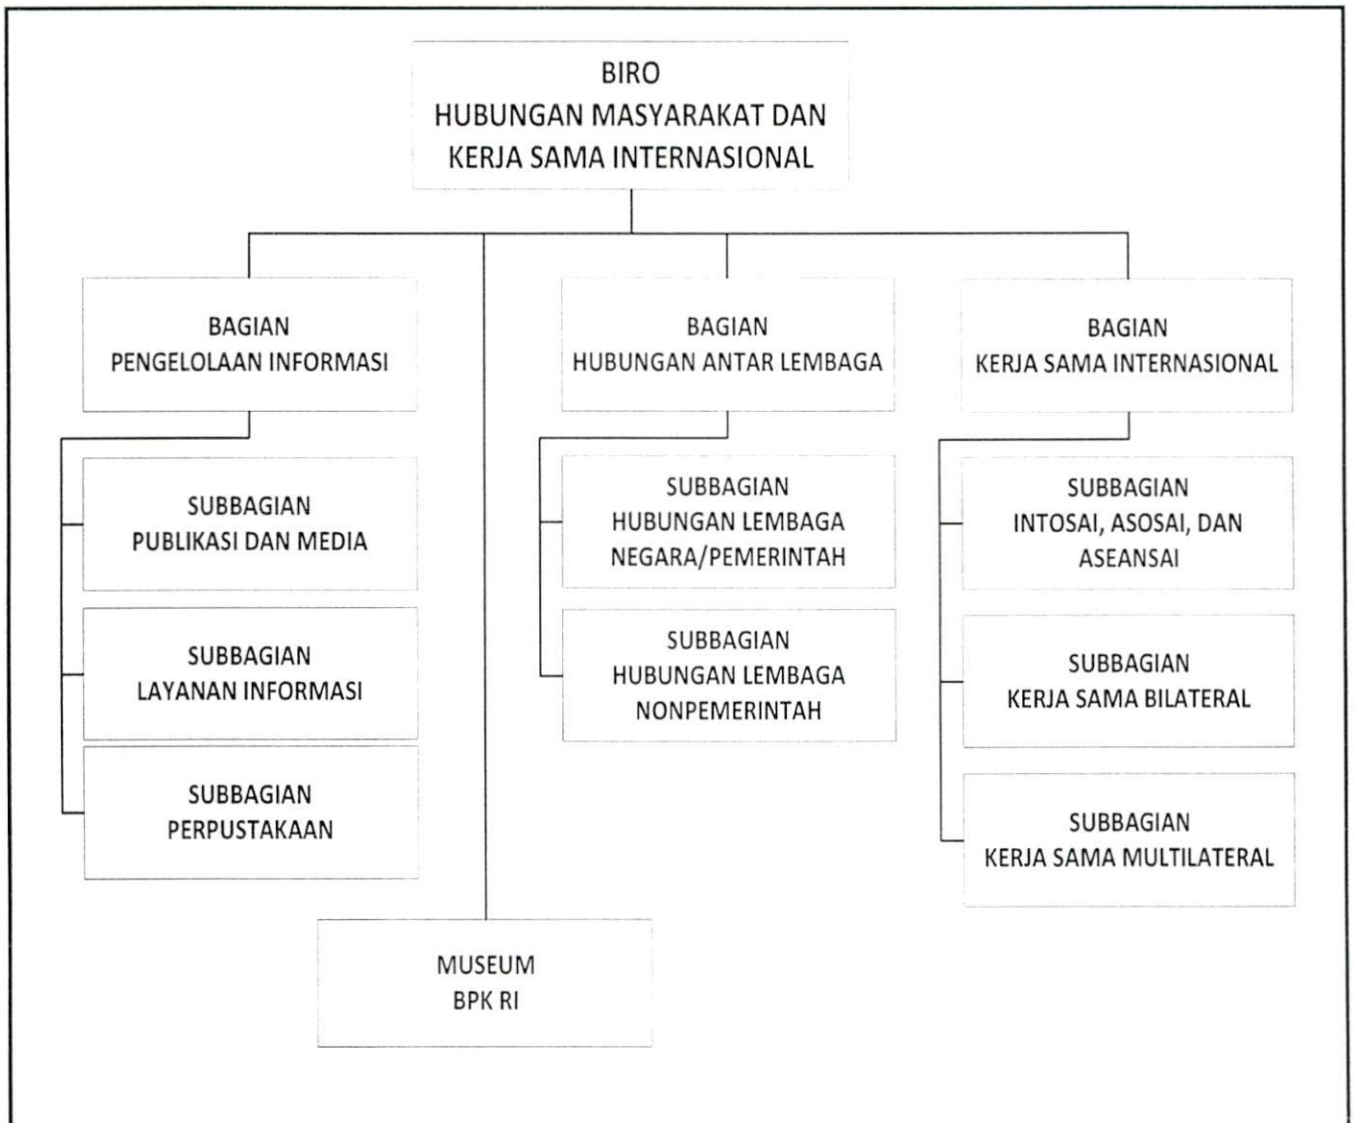 BIRO
HUBUNGAN MASYARAKAT DAN
KERJA SAMA INTERNASIONAL
BAGIAN
PENGELOLAAN INFORMASI
SUBBAGIAN
PUBLIKASI DAN MEDIA
SUBBAGIAN
LAYANAN INFORMASI
SUBBAGIAN
PERPUSTAKAAN
MUSEUM
BPK RI
BAGIAN
HUBUNGAN ANTAR LEMBAGA
SUBBAGIAN
HUBUNGAN LEMBAGA
NEGARA/PEMERINTAH
SUBBAGIAN
HUBUNGAN LEMBAGA
NONPEMERINTAH
BAGIAN
KERJA SAMA INTERNASIONAL
SUBBAGIAN
INTOSAI, ASOSAI, DAN
ASEANSAI
SUBBAGIAN
KERJA SAMA BILATERAL
SUBBAGIAN
KERJA SAMA MULTILATERAL